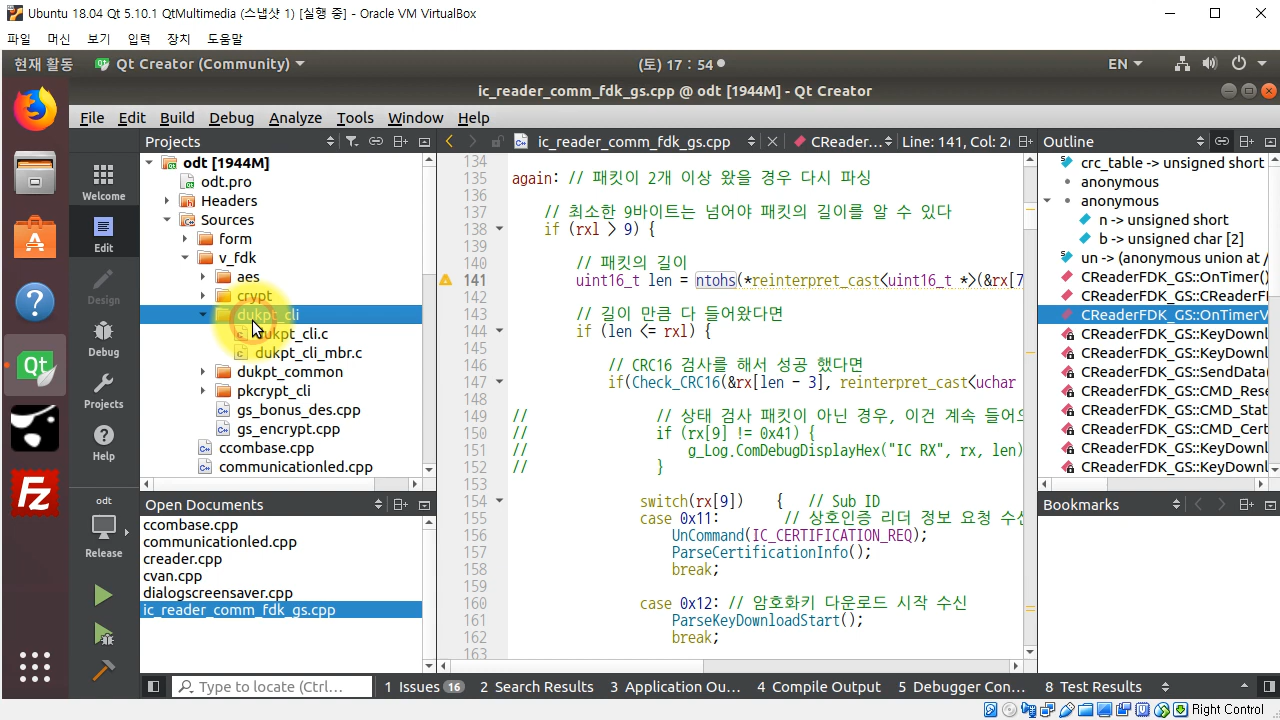 Ubuntu 18.04 Qt 5.10.1 QtMultimedia (스냅샷 1) [실행 중] - Oracle VM VirtualBox
파일 머신 보기 입력 장치 도움말
현재 활동 Qt Creator (Community) (토) 17 : 54 EN
ic_reader_comm_fdk_gs.cpp @ odt [1944M] - Qt Creator
File Edit Build Debug Analyze Tools Window Help
Projects
odt [1944M]
odt.pro
Headers
Sources
form
v_fdk
aes
crypt
dukpt_cli
dukpt_cli.c
dukpt_cli_mbr.c
dukpt_common
pkcrypt_cli
gs_bonus_des.cpp
gs_encrypt.cpp
ccombase.cpp
communicationled.cpp
Welcome
Edit
Design
Debug
Projects
Help
odt
Release
Open Documents
ccombase.cpp
communicationled.cpp
creader.cpp
cvan.cpp
dialogscreensaver.cpp
ic_reader_comm_fdk_gs.cpp
ic_reader_comm_fdk_gs.cpp CReader... Line: 141, Col: 2
134
135 again: // 패킷이 2개 이상 왔을 경우 다시 파싱
136
137 // 최소한 9바이트는 넘어야 패킷의 길이를 알 수 있다
138 if (rxl > 9) {
139
140 // 패킷의 길이
141 uint16_t len = ntohs(*reinterpret_cast<uint16_t *>(&rx[7
142
143 // 길이 만큼 다 들어왔다면
144 if (len <= rxl) {
145
146 // CRC16 검사를 해서 성공 했다면
147 if(Check_CRC16(&rx[len - 3], reinterpret_cast<uchar
148
149 // // 상태 검사 패킷이 아닌 경우, 이건 계속 들어오
150 // if (rx[9] != 0x41) {
151 // g_Log.ComDebugDisplayHex("IC RX", rx, len)
152 // }
153
154 switch(rx[9]) { // Sub ID
155 case 0x11: // 상호인증 리더 정보 요청 수신
156 UnCommand(IC_CERTIFICATION_REQ);
157 ParseCertificationInfo();
158 break;
159
160 case 0x12: // 암호화키 다운로드 시작 수신
161 ParseKeyDownloadStart();
162 break;
163
Outline
crc_table -> unsigned short
anonymous
anonymous
n -> unsigned short
b -> unsigned char [2]
un -> (anonymous union at /
CReaderFDK_GS::OnTimer()
CReaderFDK_GS::CReaderF
CReaderFDK_GS::OnTimerV
CReaderFDK_GS::KeyDownl
CReaderFDK_GS::KeyDownl
CReaderFDK_GS::SendData(
CReaderFDK_GS::CMD_Rese
CReaderFDK_GS::CMD_Stat
CReaderFDK_GS::CMD_Cert
CReaderFDK_GS::KeyDownl
CReaderFDK_GS::KeyDownl
Bookmarks
Type to locate (Ctrl... 1 Issues 16 2 Search Results 3 Application Ou... 4 Compile Output 5 Debugger Con... 8 Test Results
Right Control